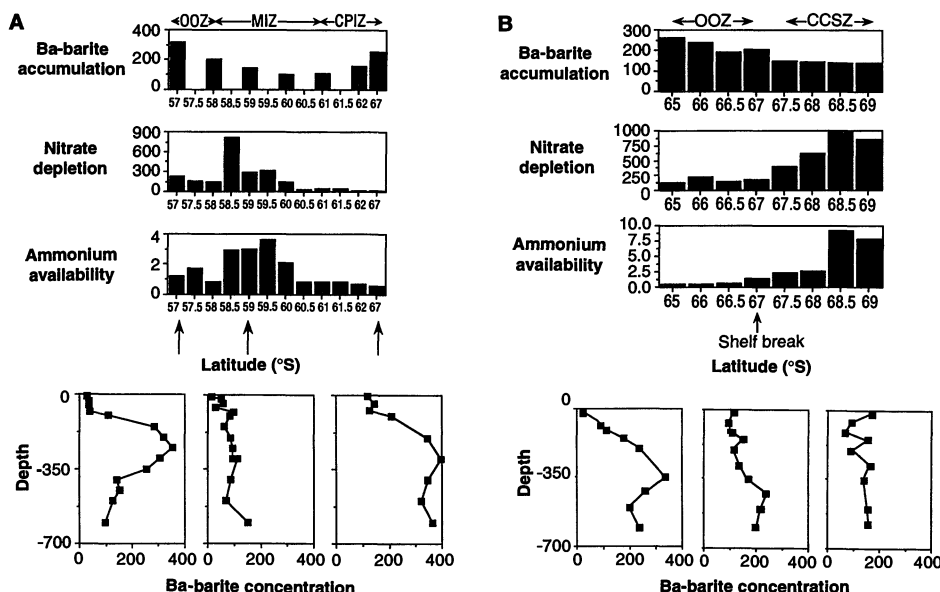 A
←OOZ→←MIZ→←CPIZ→
Ba-barite
accumulation
400
200
0
57 57.5 58 58.5 59 59.5 60 60.5 61 62 67
Nitrate
depletion
900
600
300
0
57 57.5 58 58.5 59 59.5 60 60.5 61 61.5 62 67
Ammonium
availability
4
2
0
57 57.5 58 58.5 59 59.5 60 60.5 61 61.5 62 67
Latitude (°S)
Depth
0
-350
-700
0 200 400
0 200 400
0 200 400
Ba-barite concentration
B
←OOZ→ ←CCSZ→
Ba-barite
accumulation
300
200
100
0
65 66 66.5 67 67.5 68 68.5 69
Nitrate
depletion
1000
750
500
250
0
65 66 66.5 67 67.5 68 68.5 69
Ammonium
availability
10.0
7.5
5.0
2.5
0.0
65 66 66.5 67 67.5 68 68.5 69
Shelf break
Latitude (°S)
Depth
0
-350
-700
0 200 400
0 200 400
0 200 400
Ba-barite concentration